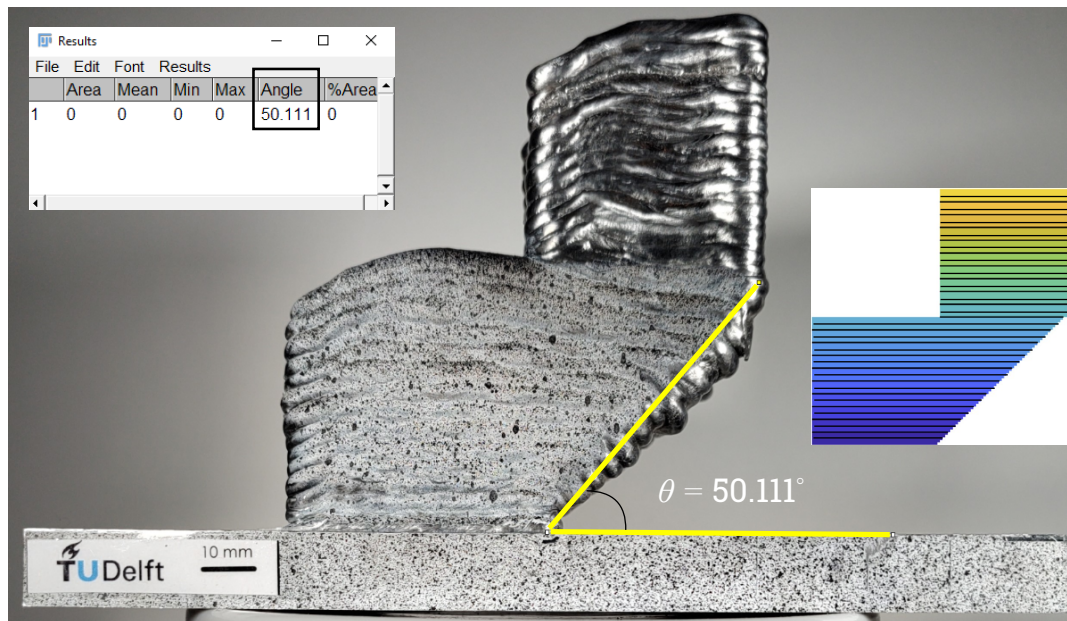 Results
File Edit Font Results
Area Mean Min Max Angle %Area
1 0 0 0 0 50.111 0
θ = 50.111°
10 mm
TUDelft